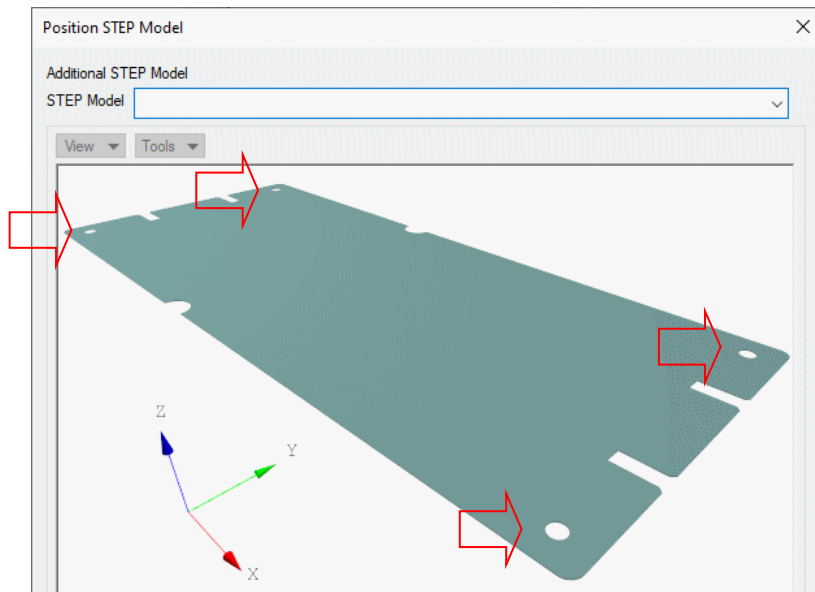 Position STEP Model
Additional STEP Model
STEP Model
View Tools
Z
Y
X